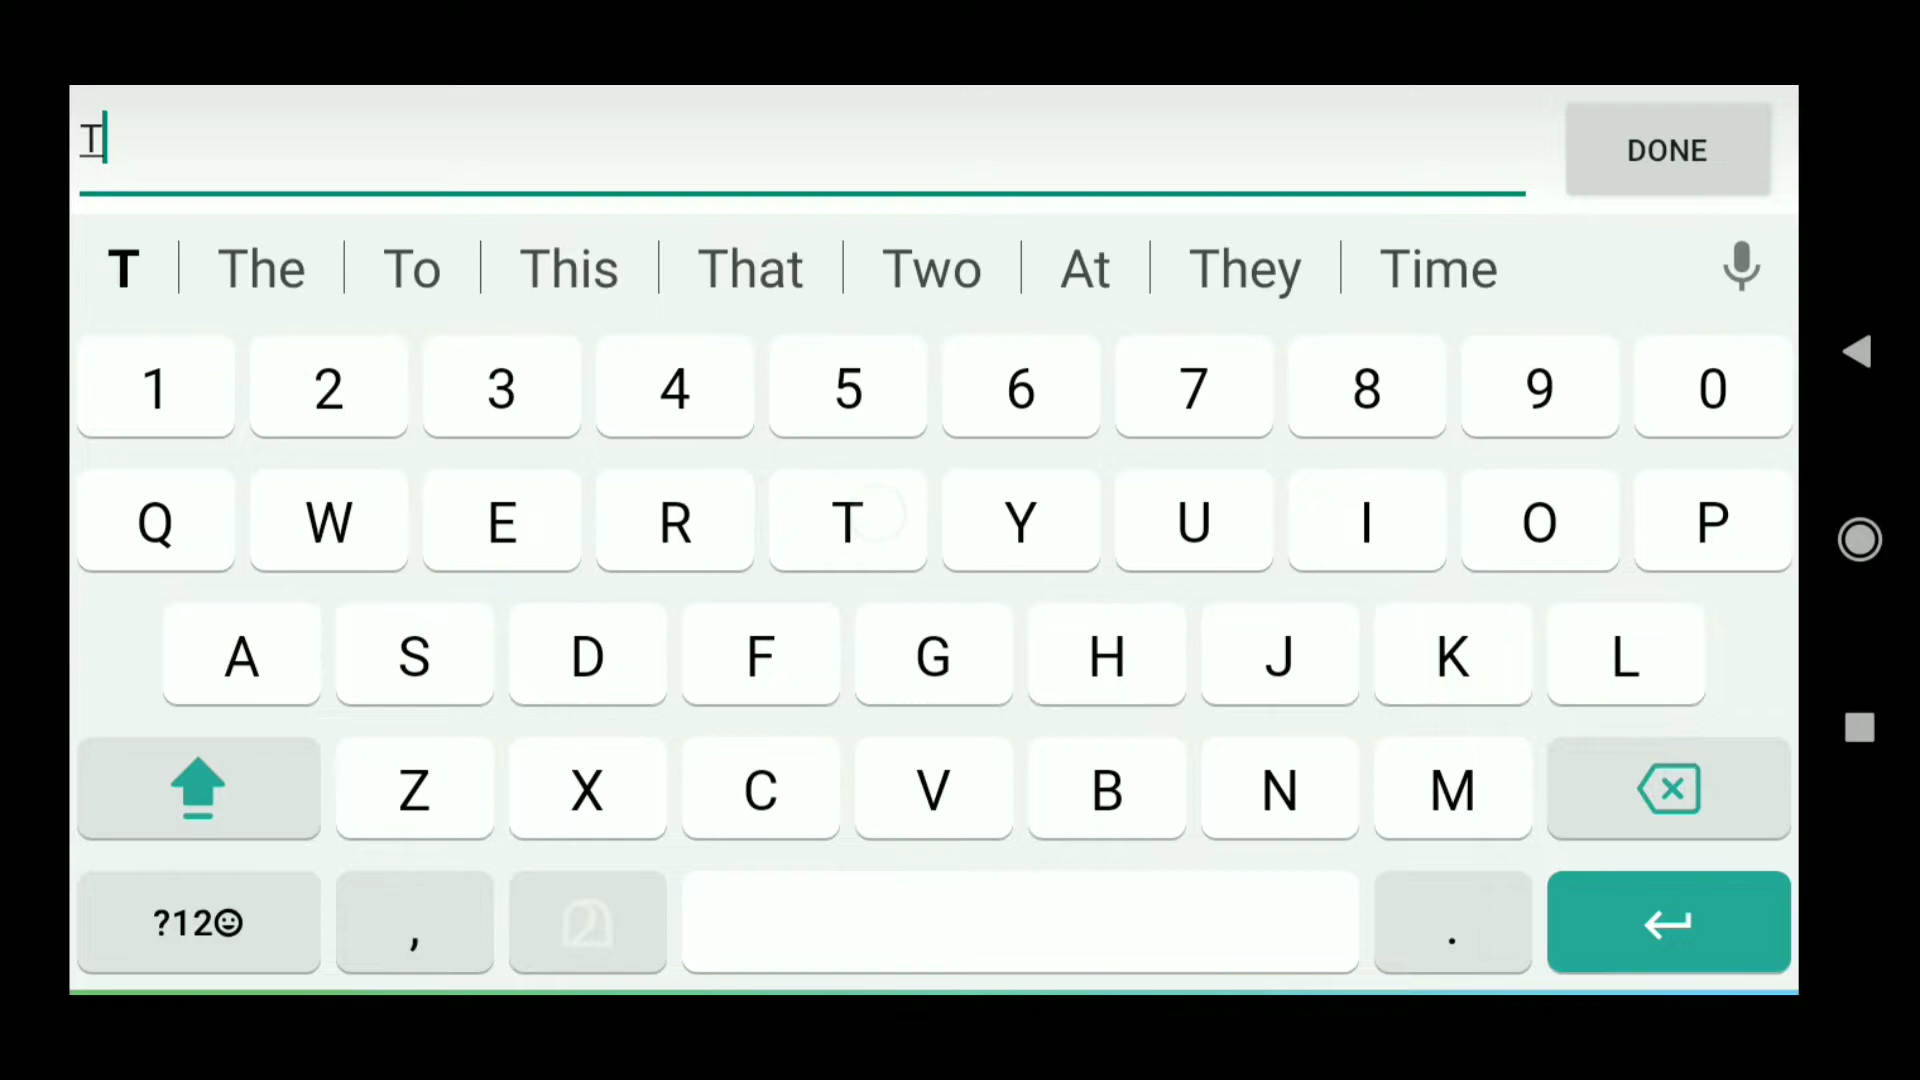 T
DONE
T The To This That Two At They Time
1 2 3 4 5 6 7 8 9 0
Q W E R T Y U I O P
A S D F G H J K L
Z X C V B N M
?12☺ , .